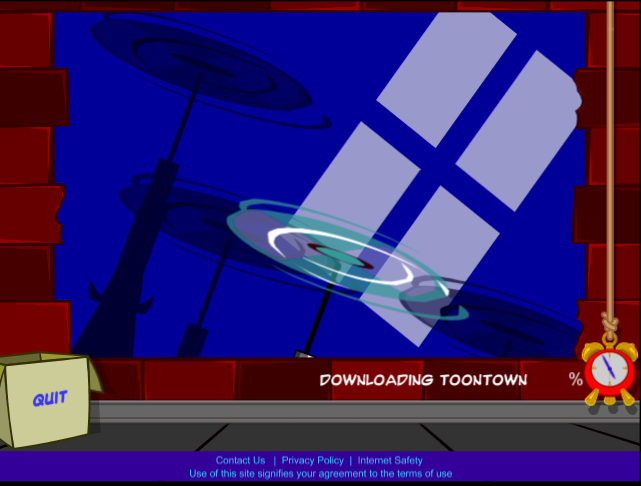 DOWNLOADING TOONTOWN %
QUIT
Contact Us | Privacy Policy | Internet Safety
Use of this site signifies your agreement to the terms of use